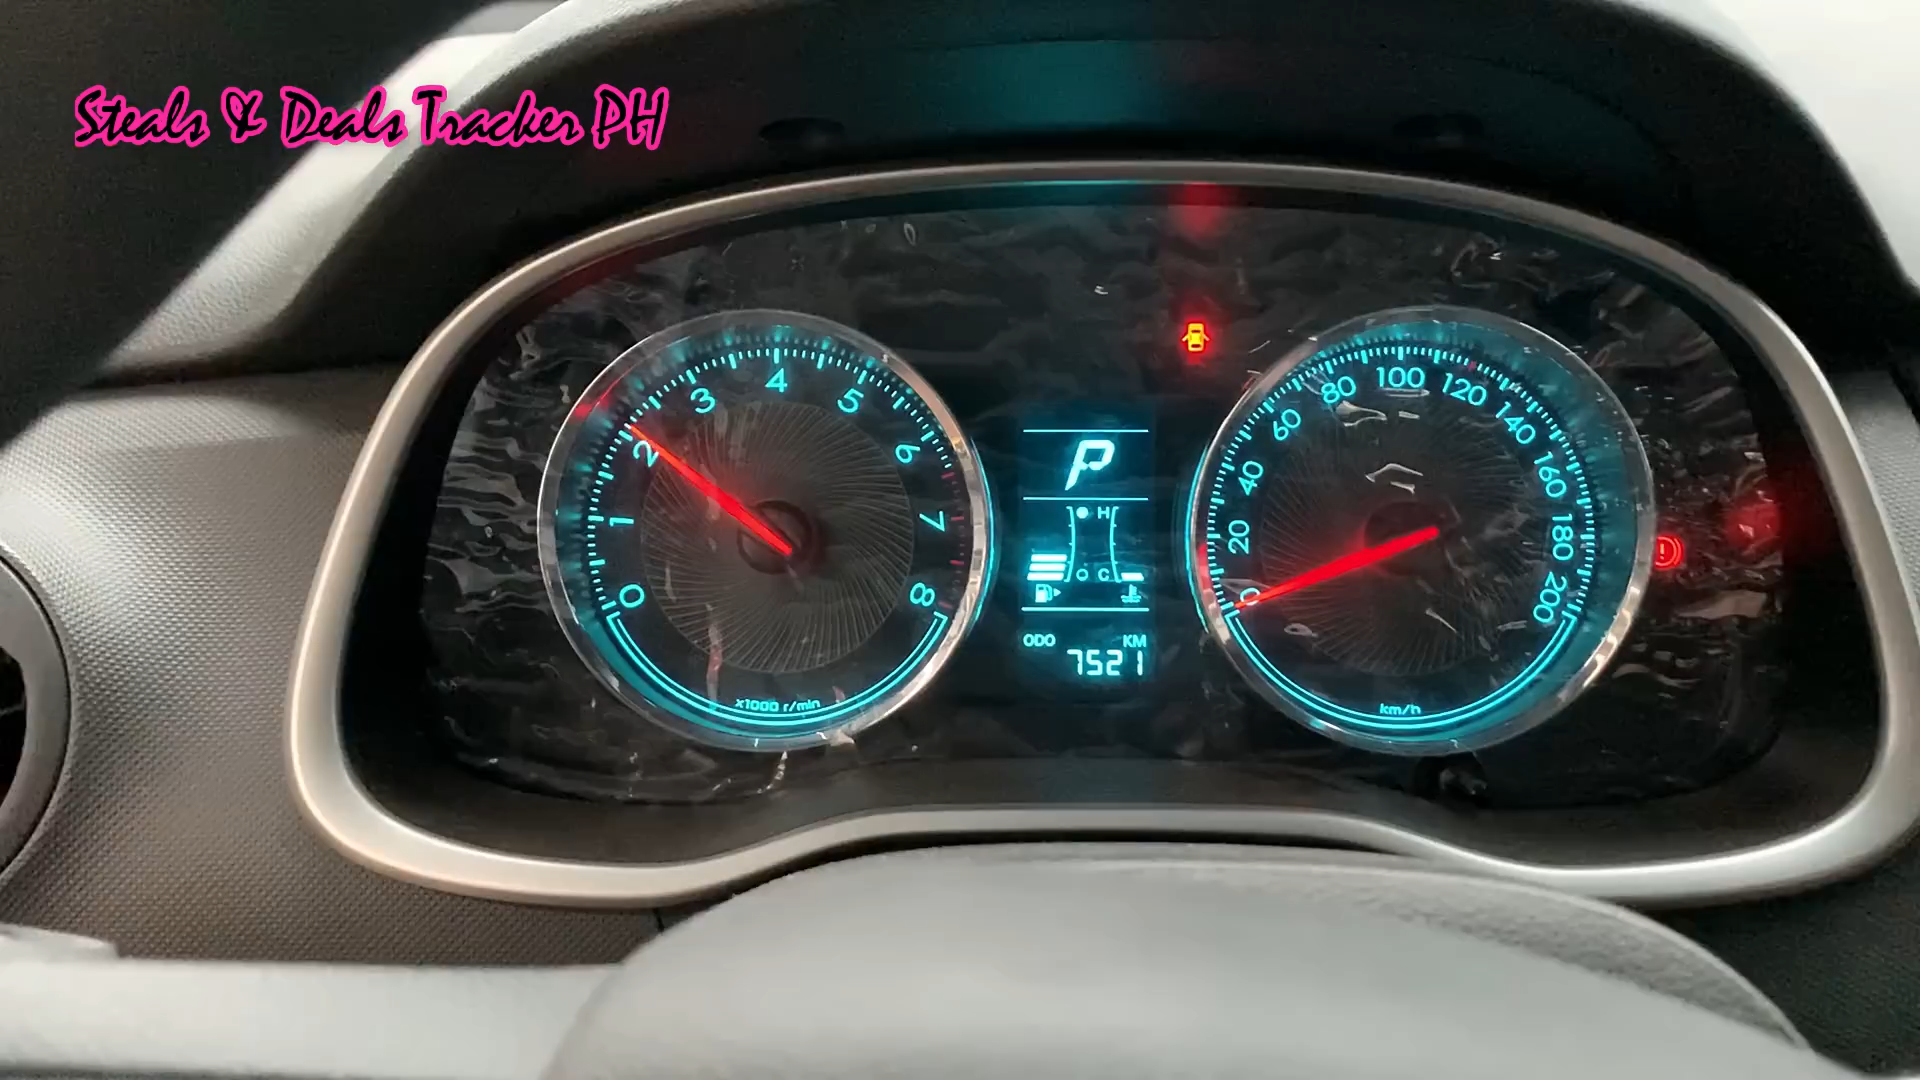 Steals & Deals Tracker PH
0 1 2 3 4 5 6 7 8
x1000 r/min
P
H
O C
ODO KM
7521
0 20 40 60 80 100 120 140 160 180 200
km/h